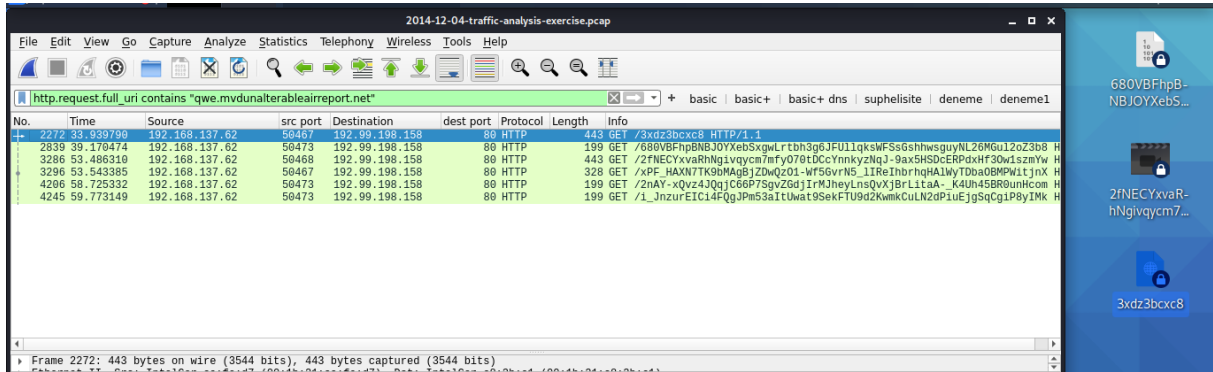 2014-12-04-traffic-analysis-exercise.pcap
File Edit View Go Capture Analyze Statistics Telephony Wireless Tools Help
http.request.full_uri contains "qwe.mvdunalterableairreport.net"
+ basic basic+ basic+ dns suphelisite deneme deneme1
No. Time Source src port Destination dest port Protocol Length Info
2272 33.939790 192.168.137.62 50467 192.99.198.158 80 HTTP 443 GET /3xdz3bcxc8 HTTP/1.1
2839 39.170474 192.168.137.62 50473 192.99.198.158 80 HTTP 199 GET /680VBFhpBNBJOYXebSxgwLrtbh3g6JFUllqksWFSsGshhwsguyNL26MGul2oZ3b8 H
3286 53.486310 192.168.137.62 50468 192.99.198.158 80 HTTP 443 GET /2fNECYxvaRhNgivqycm7mfyO70tDCcYnnkyzNqJ-9ax5HSDcERPdxHf3Ow1szmYw H
3296 53.543385 192.168.137.62 50467 192.99.198.158 80 HTTP 328 GET /xPF_HAXN7TK9bMAgBjZDwQzO1-Wf5GvrN5_lIReIhbrhqHAlWyTDbaOBMPWitjnX H
4206 58.725332 192.168.137.62 50473 192.99.198.158 80 HTTP 199 GET /2nAY-xQvz4JQqjC66P7SgvZGdjIrMJheyLnsQvXjBrLitaA-_K4Uh45BR0unHcom H
4245 59.773149 192.168.137.62 50473 192.99.198.158 80 HTTP 199 GET /i_JnzurEICi4FQgJPm53aItUwat9SekFTU9d2KwmkCuLN2dPiuEjgSqCgiP8yIMk H
Frame 2272: 443 bytes on wire (3544 bits), 443 bytes captured (3544 bits)
680VBFhpB-
NBJOYXebS...
2fNECYxvaR-
hNgivqycm7...
3xdz3bcxc8